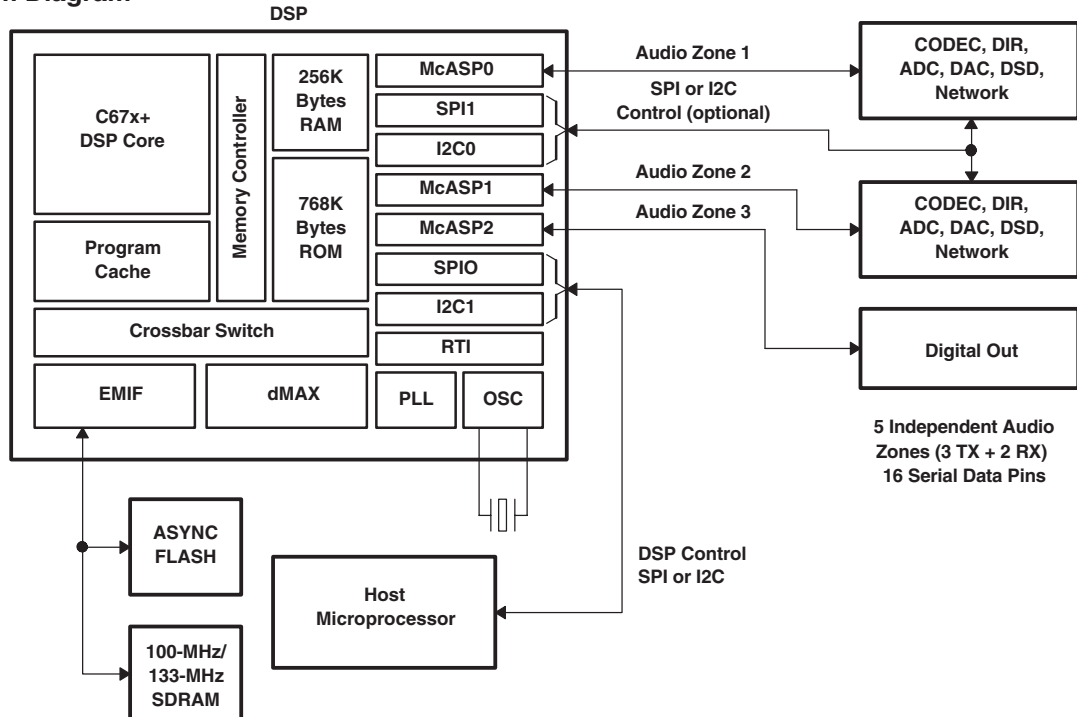 Diagram
DSP
C67x+
DSP Core
Program
Cache
Memory Controller
256K
Bytes
RAM
768K
Bytes
ROM
Crossbar Switch
EMIF
dMAX
McASP0
SPI1
I2C0
McASP1
McASP2
SPIO
I2C1
RTI
PLL
OSC
Audio Zone 1
SPI or I2C
Control (optional)
Audio Zone 2
Audio Zone 3
CODEC, DIR,
ADC, DAC, DSD,
Network
CODEC, DIR,
ADC, DAC, DSD,
Network
Digital Out
5 Independent Audio
Zones (3 TX + 2 RX)
16 Serial Data Pins
DSP Control
SPI or I2C
Host
Microprocessor
ASYNC
FLASH
100-MHz/
133-MHz
SDRAM